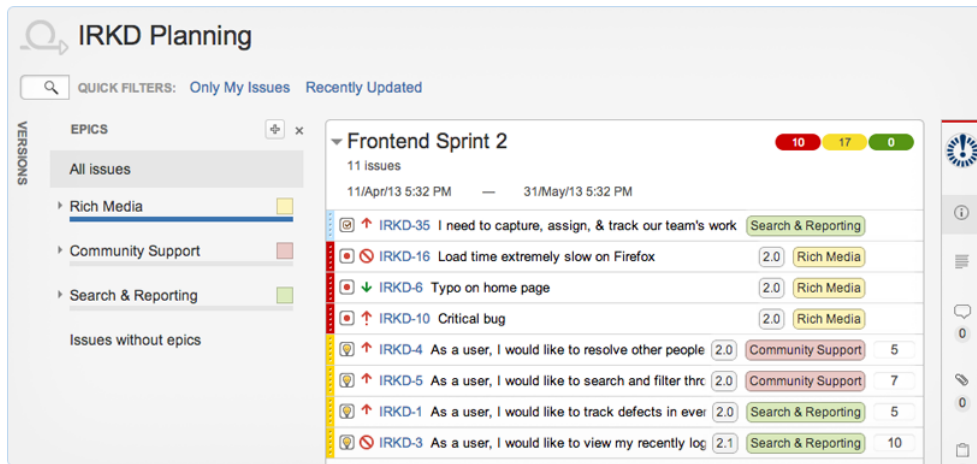 IRKD Planning
QUICK FILTERS: Only My Issues Recently Updated
VERSIONS
EPICS
All issues
Rich Media
Community Support
Search & Reporting
Issues without epics
Frontend Sprint 2 10 17 0
11 issues
11/Apr/13 5:32 PM — 31/May/13 5:32 PM
IRKD-35 I need to capture, assign, & track our team's work Search & Reporting
IRKD-16 Load time extremely slow on Firefox 2.0 Rich Media
IRKD-6 Typo on home page 2.0 Rich Media
IRKD-10 Critical bug 2.0 Rich Media
IRKD-4 As a user, I would like to resolve other people 2.0 Community Support 5
IRKD-5 As a user, I would like to search and filter thro 2.0 Community Support 7
IRKD-1 As a user, I would like to track defects in ever 2.0 Search & Reporting 5
IRKD-3 As a user, I would like to view my recently log 2.1 Search & Reporting 10
0
0